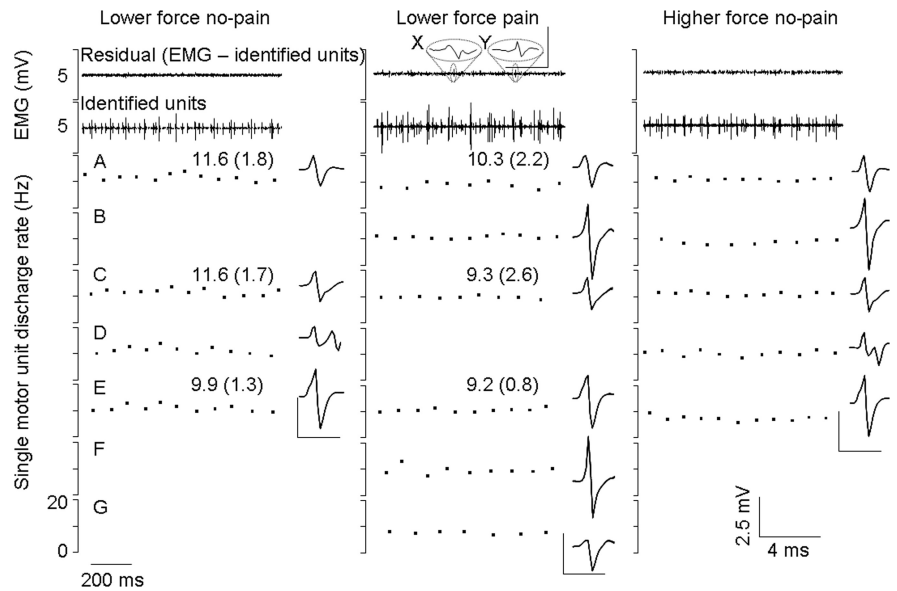 Lower force no-pain
Lower force pain
Higher force no-pain
X
Y
Residual (EMG – identified units)
EMG (mV)
5
Identified units
5
Single motor unit discharge rate (Hz)
A
11.6 (1.8)
10.3 (2.2)
B
C
11.6 (1.7)
9.3 (2.6)
D
E
9.9 (1.3)
9.2 (0.8)
F
G
20
0
200 ms
2.5 mV
4 ms